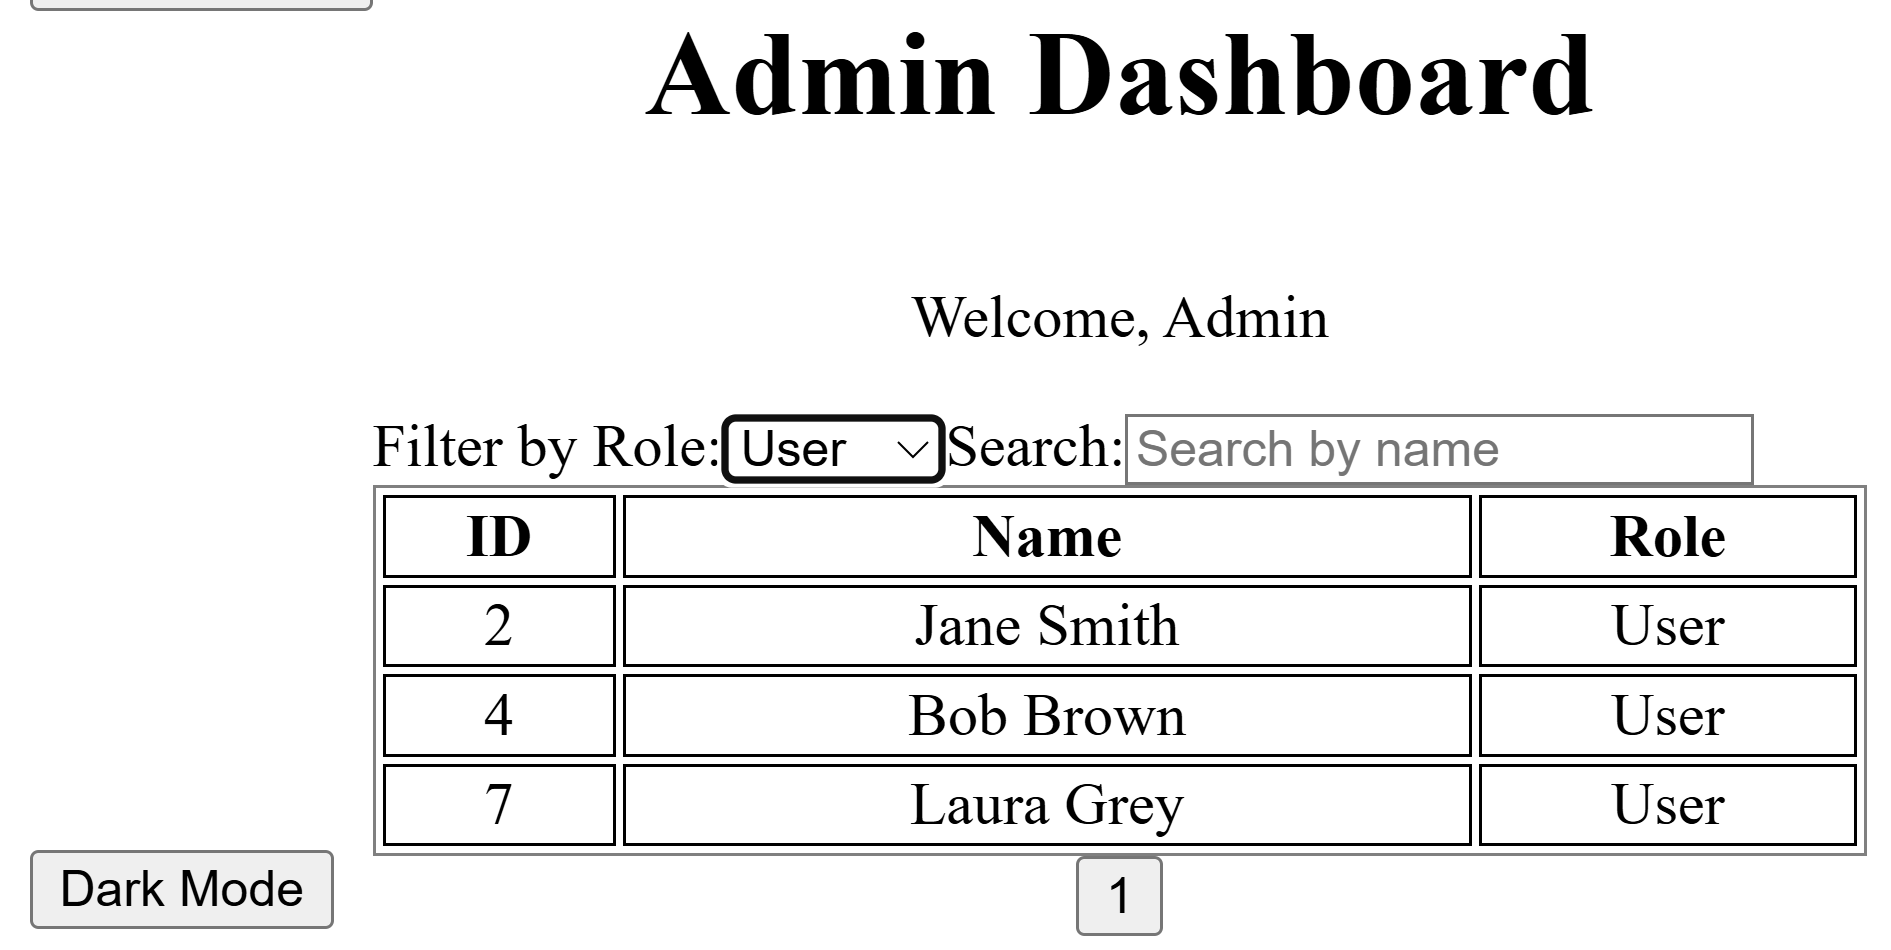 Admin Dashboard
Welcome, Admin
Filter by Role: User Search: Search by name
ID Name Role
2 Jane Smith User
4 Bob Brown User
7 Laura Grey User
Dark Mode 1